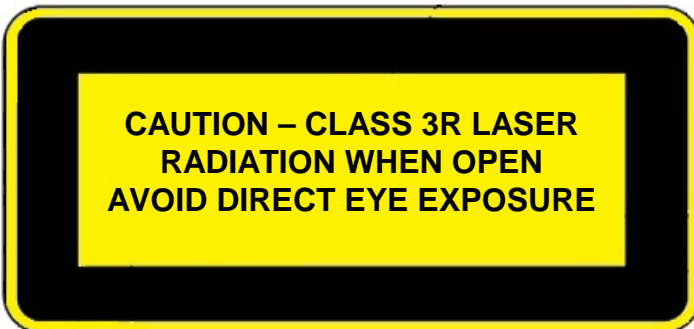 CAUTION – CLASS 3R LASER
RADIATION WHEN OPEN
AVOID DIRECT EYE EXPOSURE